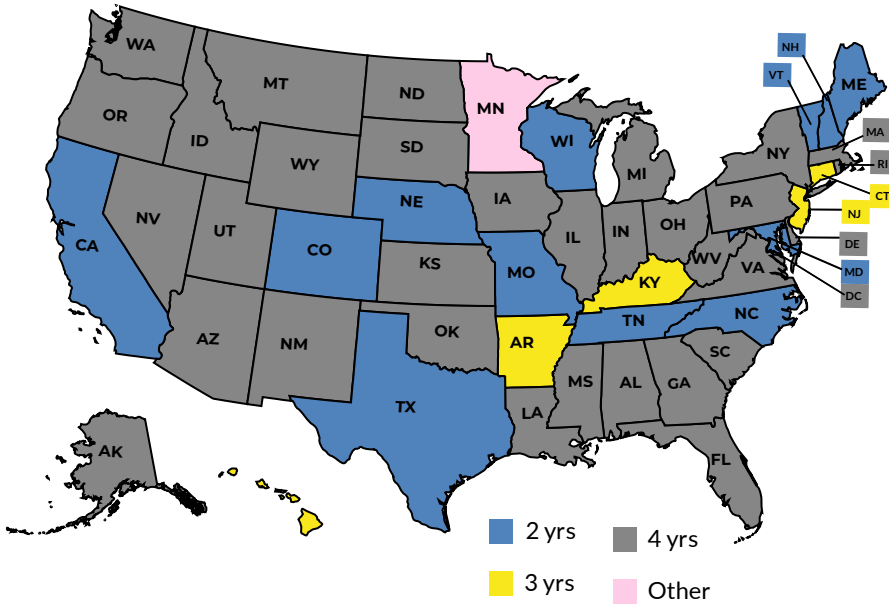 WA
MT
ND
MN
OR
ID
WY
SD
WI
MI
NY
NH
VT
ME
MA
RI
CT
NJ
DE
MD
DC
CA
NV
UT
CO
NE
IA
KS
MO
IL
IN
OH
PA
WV
VA
KY
TN
NC
AZ
NM
OK
AR
TX
LA
MS
AL
GA
SC
FL
AK
2 yrs
4 yrs
3 yrs
Other